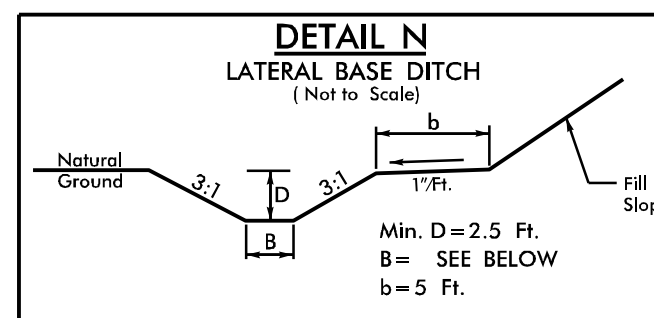 DETAIL N
LATERAL BASE DITCH
( Not to Scale)
b
Natural
Ground
3:1
D
3:1
1"/Ft.
B
Fill
Slop
Min. D=2.5 Ft.
B= SEE BELOW
b=5 Ft.